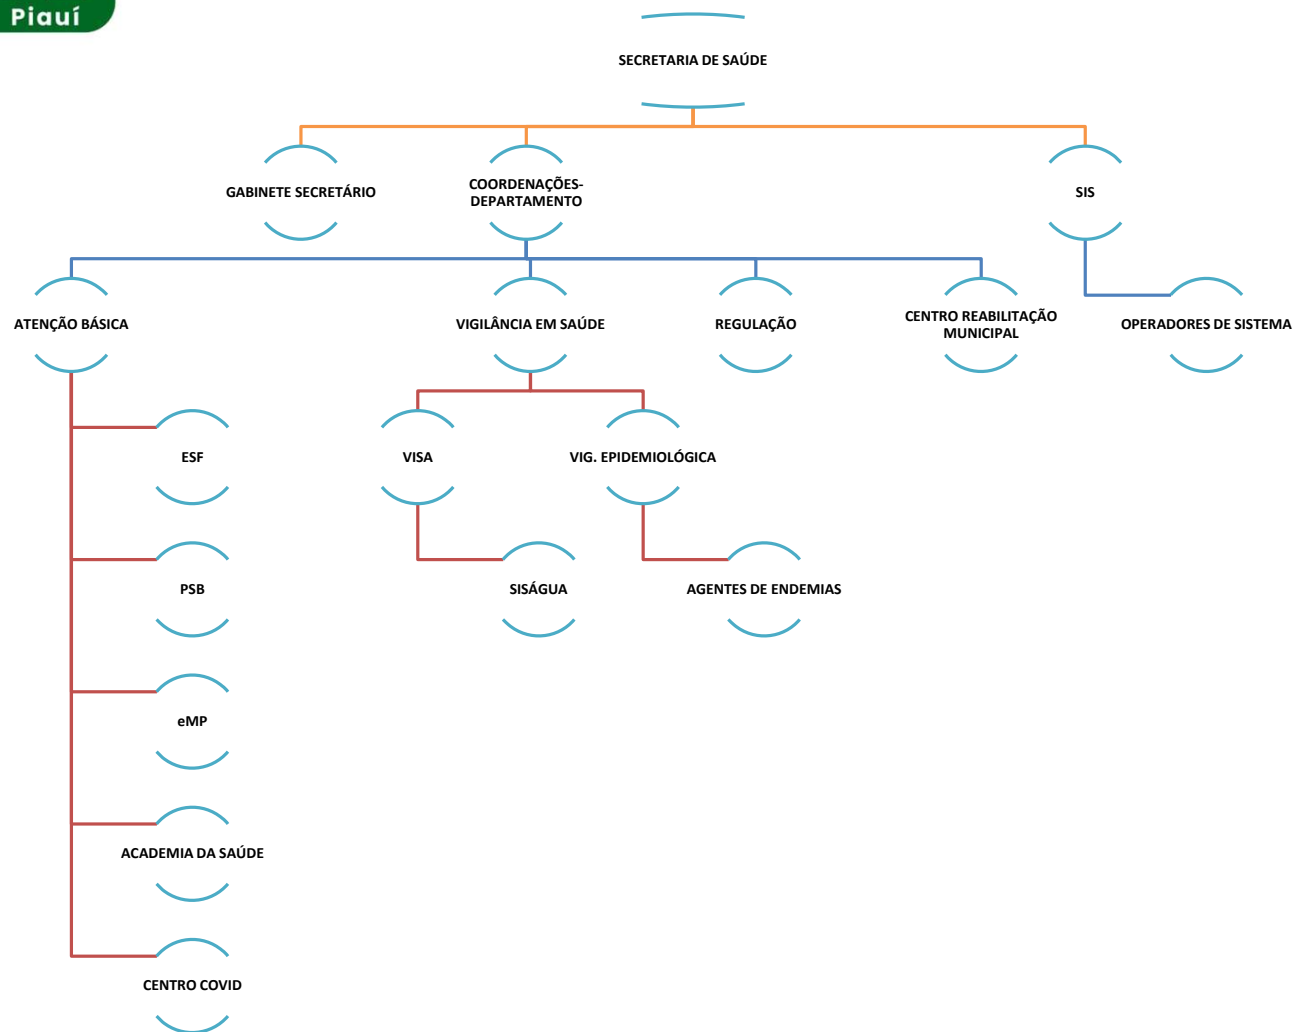 Piauí
SECRETARIA DE SAÚDE
GABINETE SECRETÁRIO
COORDENAÇÕES-
DEPARTAMENTO
SIS
ATENÇÃO BÁSICA
VIGILÂNCIA EM SAÚDE
REGULAÇÃO
CENTRO REABILITAÇÃO
MUNICIPAL
OPERADORES DE SISTEMA
ESF
VISA
VIG. EPIDEMIOLÓGICA
PSB
SISÁGUA
AGENTES DE ENDEMIAS
eMP
ACADEMIA DA SAÚDE
CENTRO COVID